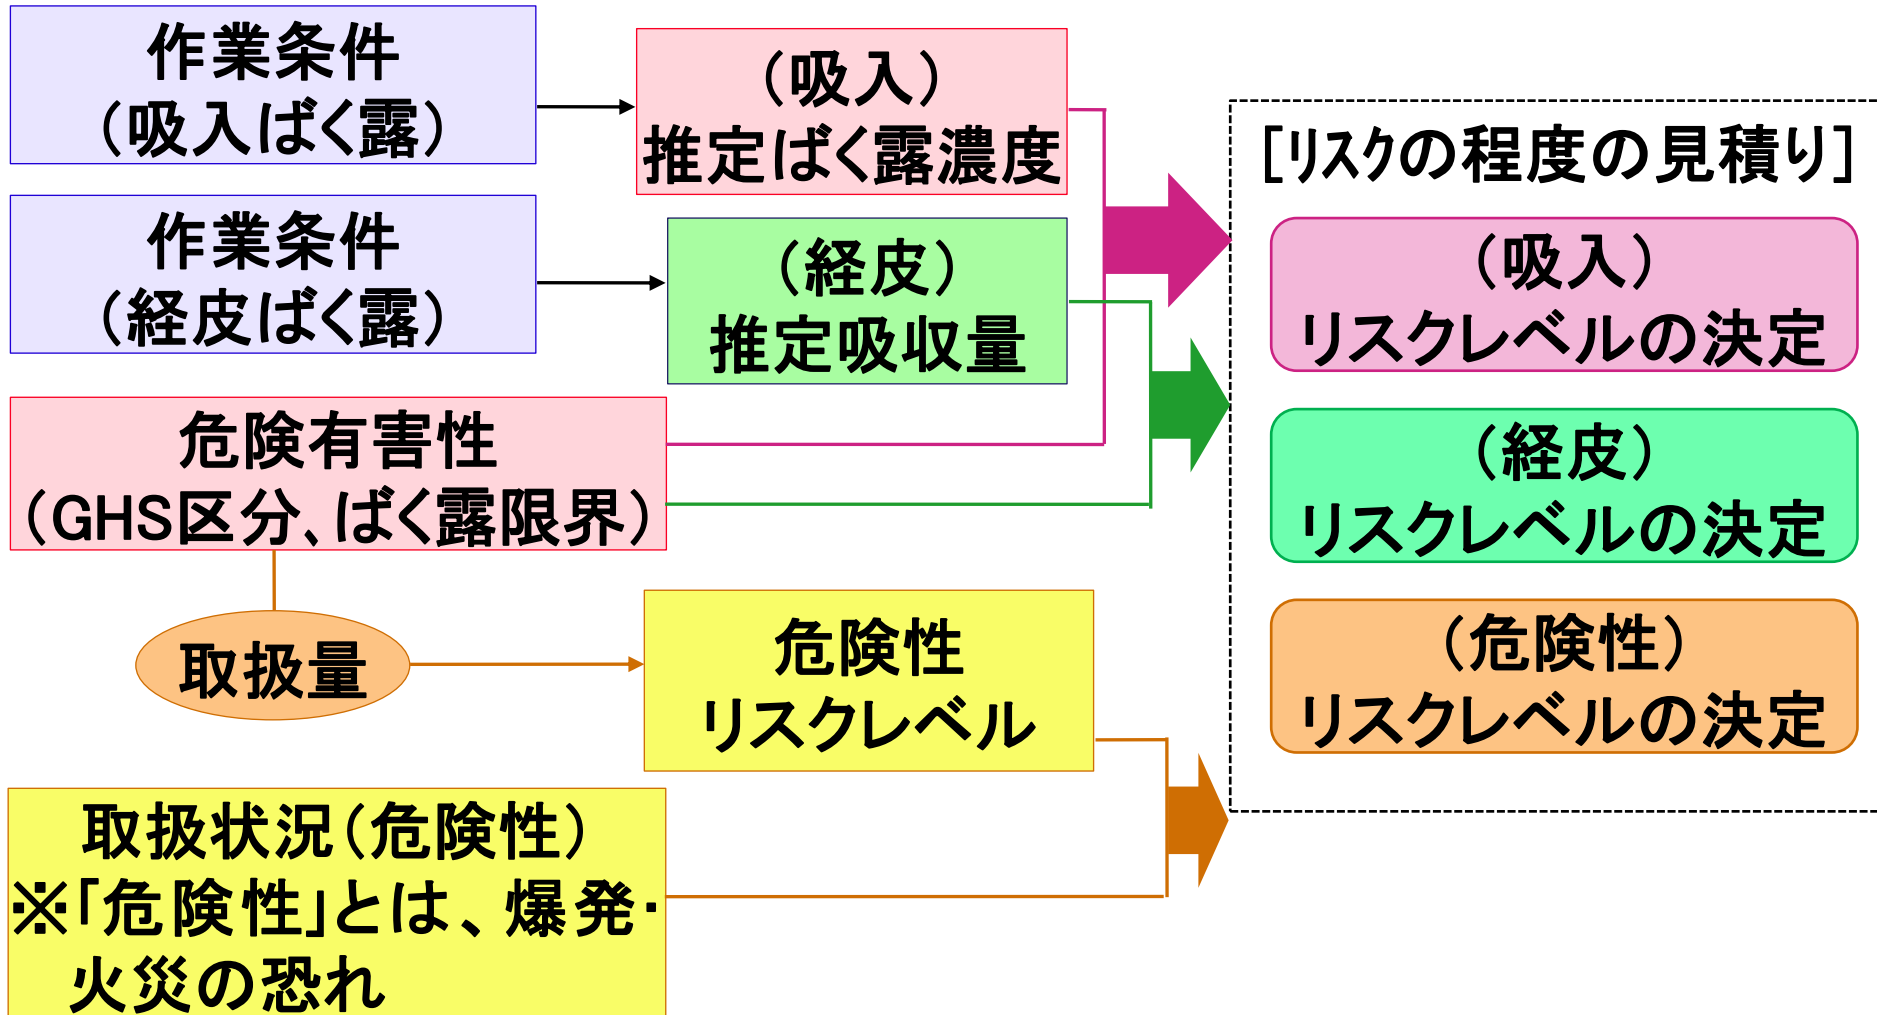 作業条件
（吸入ばく露）
（吸入）
推定ばく露濃度
作業条件
（経皮ばく露）
（経皮）
推定吸収量
危険有害性
（GHS区分、ばく露限界）
取扱量
危険性
リスクレベル
取扱状況（危険性）
※「危険性」とは、爆発・
火災の恐れ
[リスクの程度の見積り]
（吸入）
リスクレベルの決定
（経皮）
リスクレベルの決定
（危険性）
リスクレベルの決定